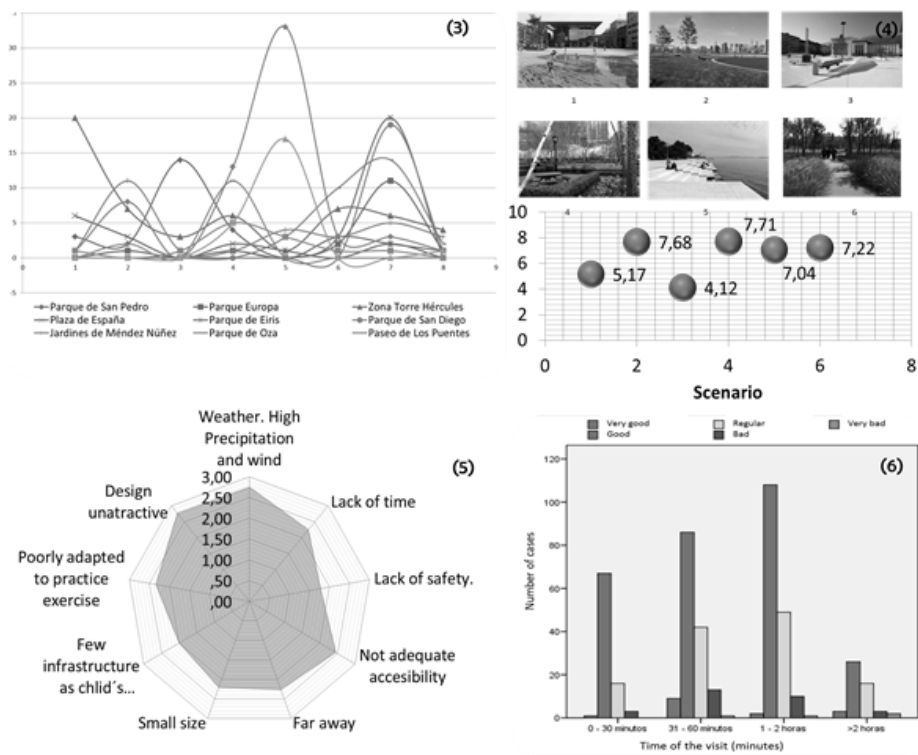 (3)
35
30
25
20
15
10
5
0
-5
0 1 2 3 4 5 6 7 8 9
Parque de San Pedro Parque Europa Zona Torre Hércules
Plaza de España Parque de Eiris Parque de San Diego
Jardines de Méndez Núñez Parque de Oza Paseo de Los Puentes
(4)
1 2 3
4 5 6
10
8
6
4
2
0
5,17 7,68 4,12 7,71 7,04 7,22
0 2 4 6 8
Scenario
(5)
Weather. High
Precipitation
and wind
Lack of time
Lack of safety.
Not adequate
accesibility
Far away
Small size
Few
infrastructure
as chlid´s...
Poorly adapted
to practice
exercise
Design
unatractive
3,00
2,50
2,00
1,50
1,00
,50
,00
Very good Regular Very bad
Good Bad
(6)
Number of cases
120
100
80
60
40
20
0
0 - 30 minutos 31 - 60 minutos 1 - 2 horas >2 horas
Time of the visit (minutes)